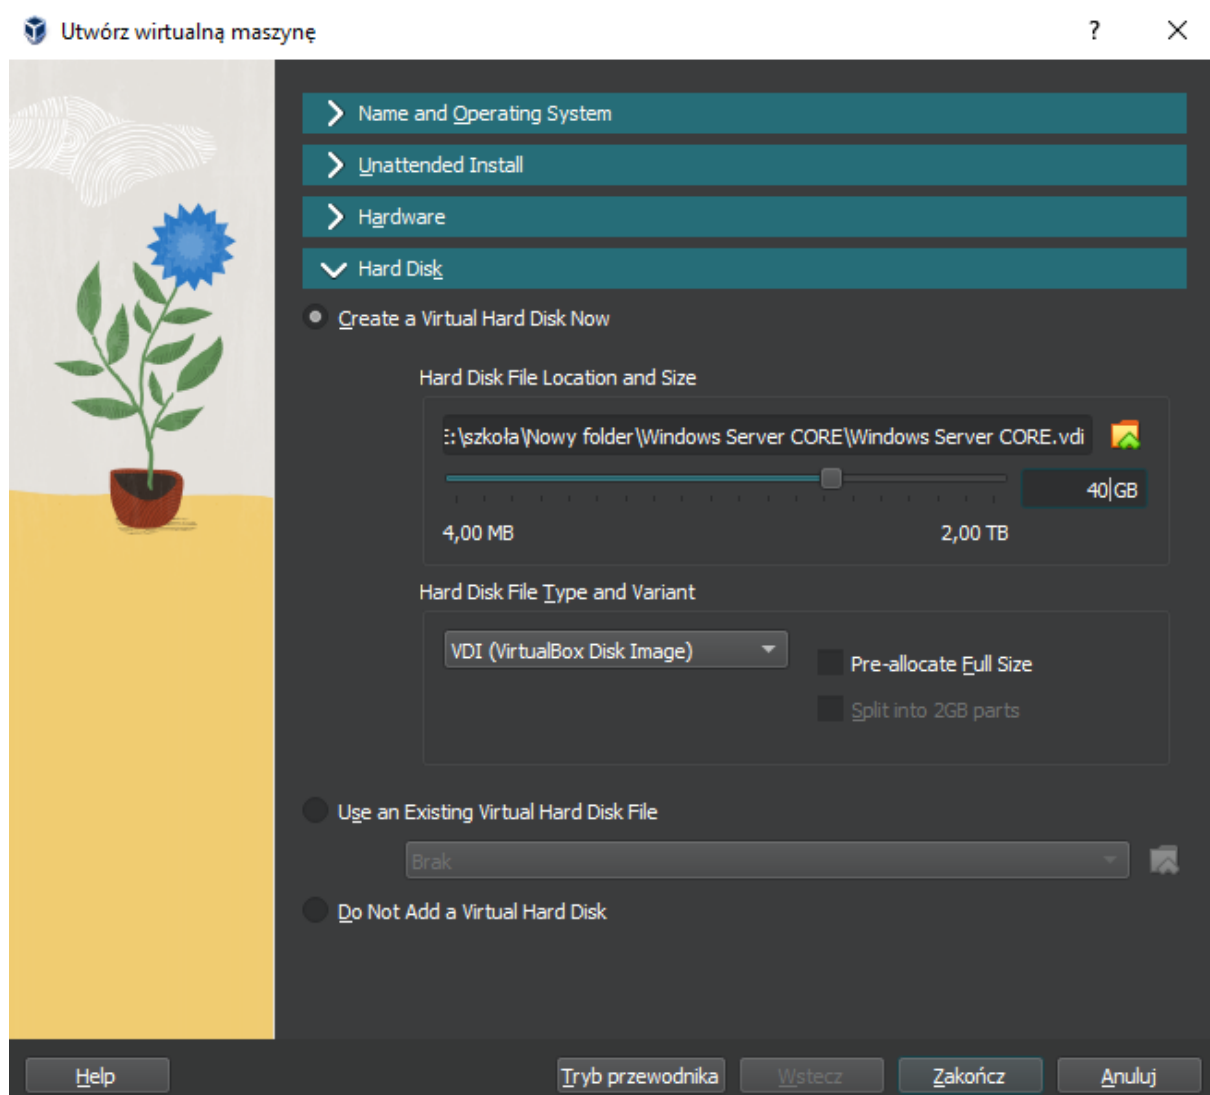 Utwórz wirtualną maszynę
?
Name and Operating System
Unattended Install
Hardware
Hard Disk
Create a Virtual Hard Disk Now
Hard Disk File Location and Size
:\szkoła\Nowy folder\Windows Server CORE\Windows Server CORE.vdi
40 GB
4,00 MB 2,00 TB
Hard Disk File Type and Variant
VDI (VirtualBox Disk Image)
Pre-allocate Full Size
Split into 2GB parts
Use an Existing Virtual Hard Disk File
Brak
Do Not Add a Virtual Hard Disk
Help Tryb przewodnika Wstecz Zakończ Anuluj